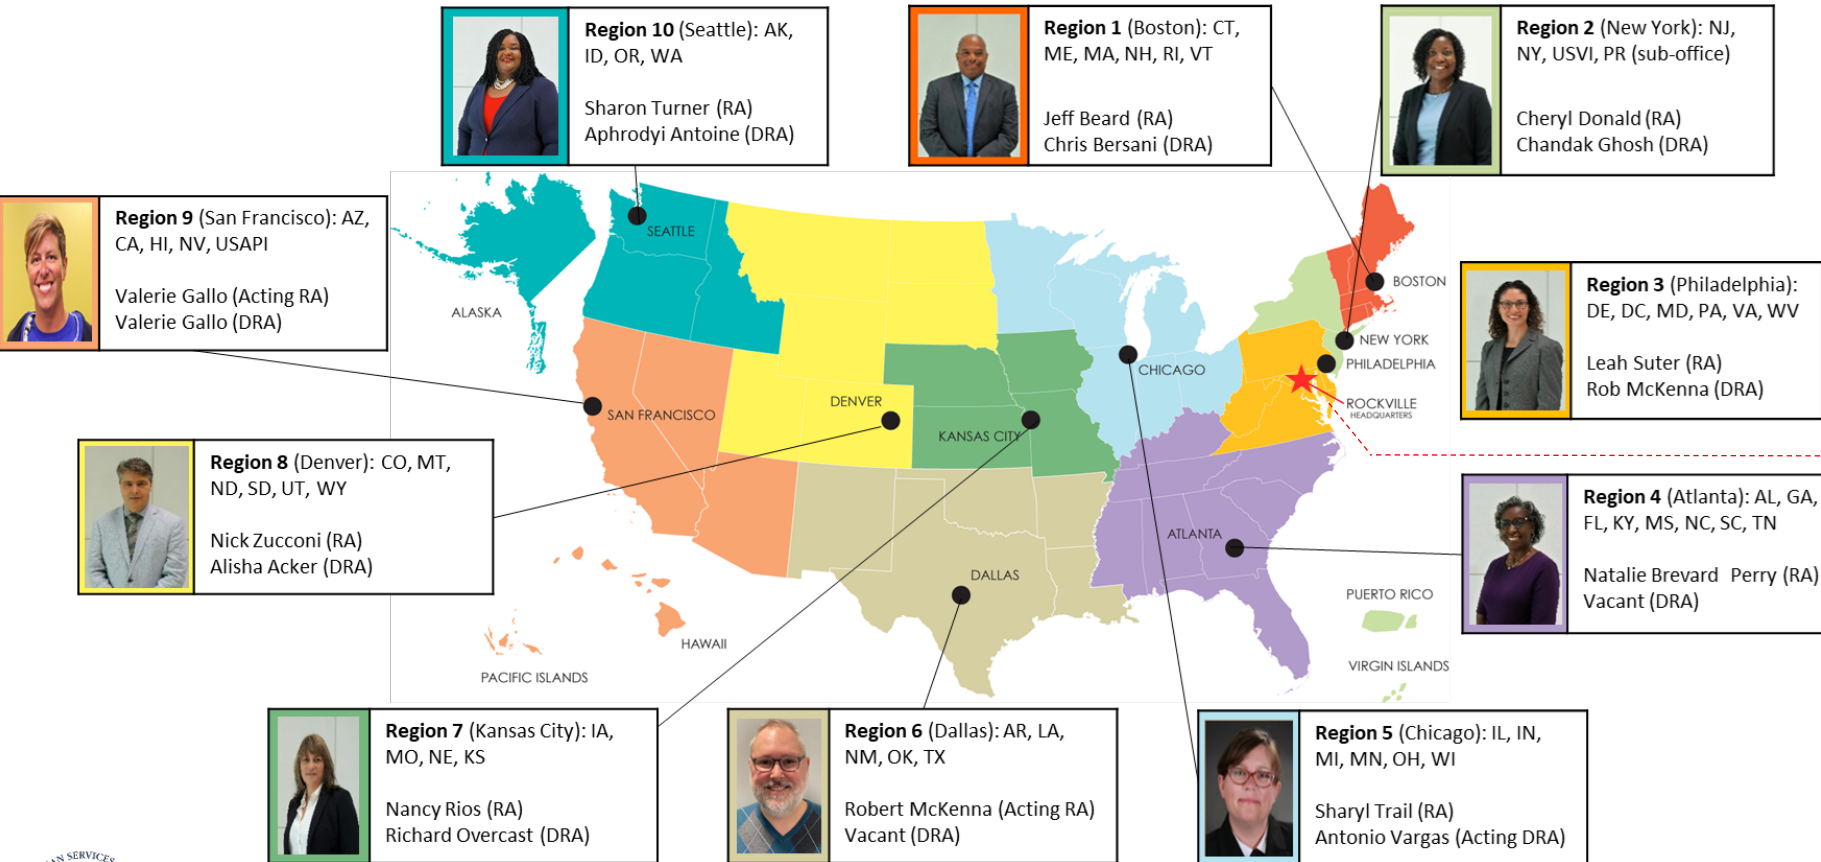 Region 10 (Seattle): AK,
ID, OR, WA
Sharon Turner (RA)
Aphrodyi Antoine (DRA)
Region 1 (Boston): CT,
ME, MA, NH, RI, VT
Jeff Beard (RA)
Chris Bersani (DRA)
Region 2 (New York): NJ,
NY, USVI, PR (sub-office)
Cheryl Donald (RA)
Chandak Ghosh (DRA)
Region 9 (San Francisco): AZ,
CA, HI, NV, USAPI
Valerie Gallo (Acting RA)
Valerie Gallo (DRA)
Region 3 (Philadelphia):
DE, DC, MD, PA, VA, WV
Leah Suter (RA)
Rob McKenna (DRA)
Region 8 (Denver): CO, MT,
ND, SD, UT, WY
Nick Zucconi (RA)
Alisha Acker (DRA)
Region 4 (Atlanta): AL, GA,
FL, KY, MS, NC, SC, TN
Natalie Brevard Perry (RA)
Vacant (DRA)
SEATTLE
ALASKA
BOSTON
NEW YORK
PHILADELPHIA
CHICAGO
ROCKVILLE
HEADQUARTERS
DENVER
SAN FRANCISCO
KANSAS CITY
ATLANTA
DALLAS
PUERTO RICO
HAWAII
VIRGIN ISLANDS
PACIFIC ISLANDS
Region 7 (Kansas City): IA,
MO, NE, KS
Nancy Rios (RA)
Richard Overcast (DRA)
Region 6 (Dallas): AR, LA,
NM, OK, TX
Robert McKenna (Acting RA)
Vacant (DRA)
Region 5 (Chicago): IL, IN,
MI, MN, OH, WI
Sharyl Trail (RA)
Antonio Vargas (Acting DRA)
AN SERVICES